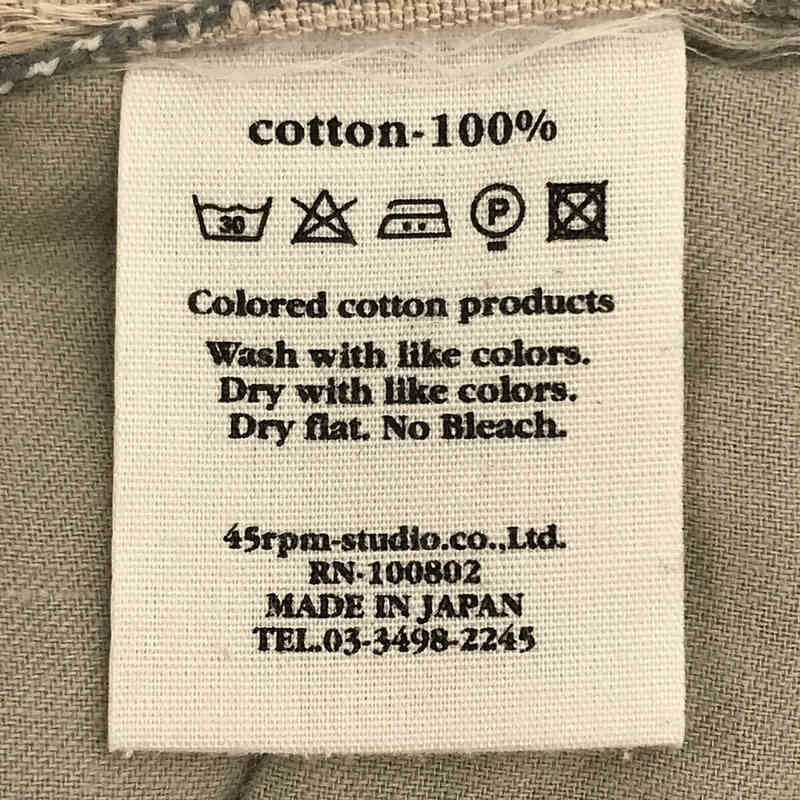 cotton-100%
30
P
Colored cotton products
Wash with like colors.
Dry with like colors.
Dry flat. No Bleach.
45rpm-studio.co.,Ltd.
RN-100802
MADE IN JAPAN
TEL.03-3498-2245